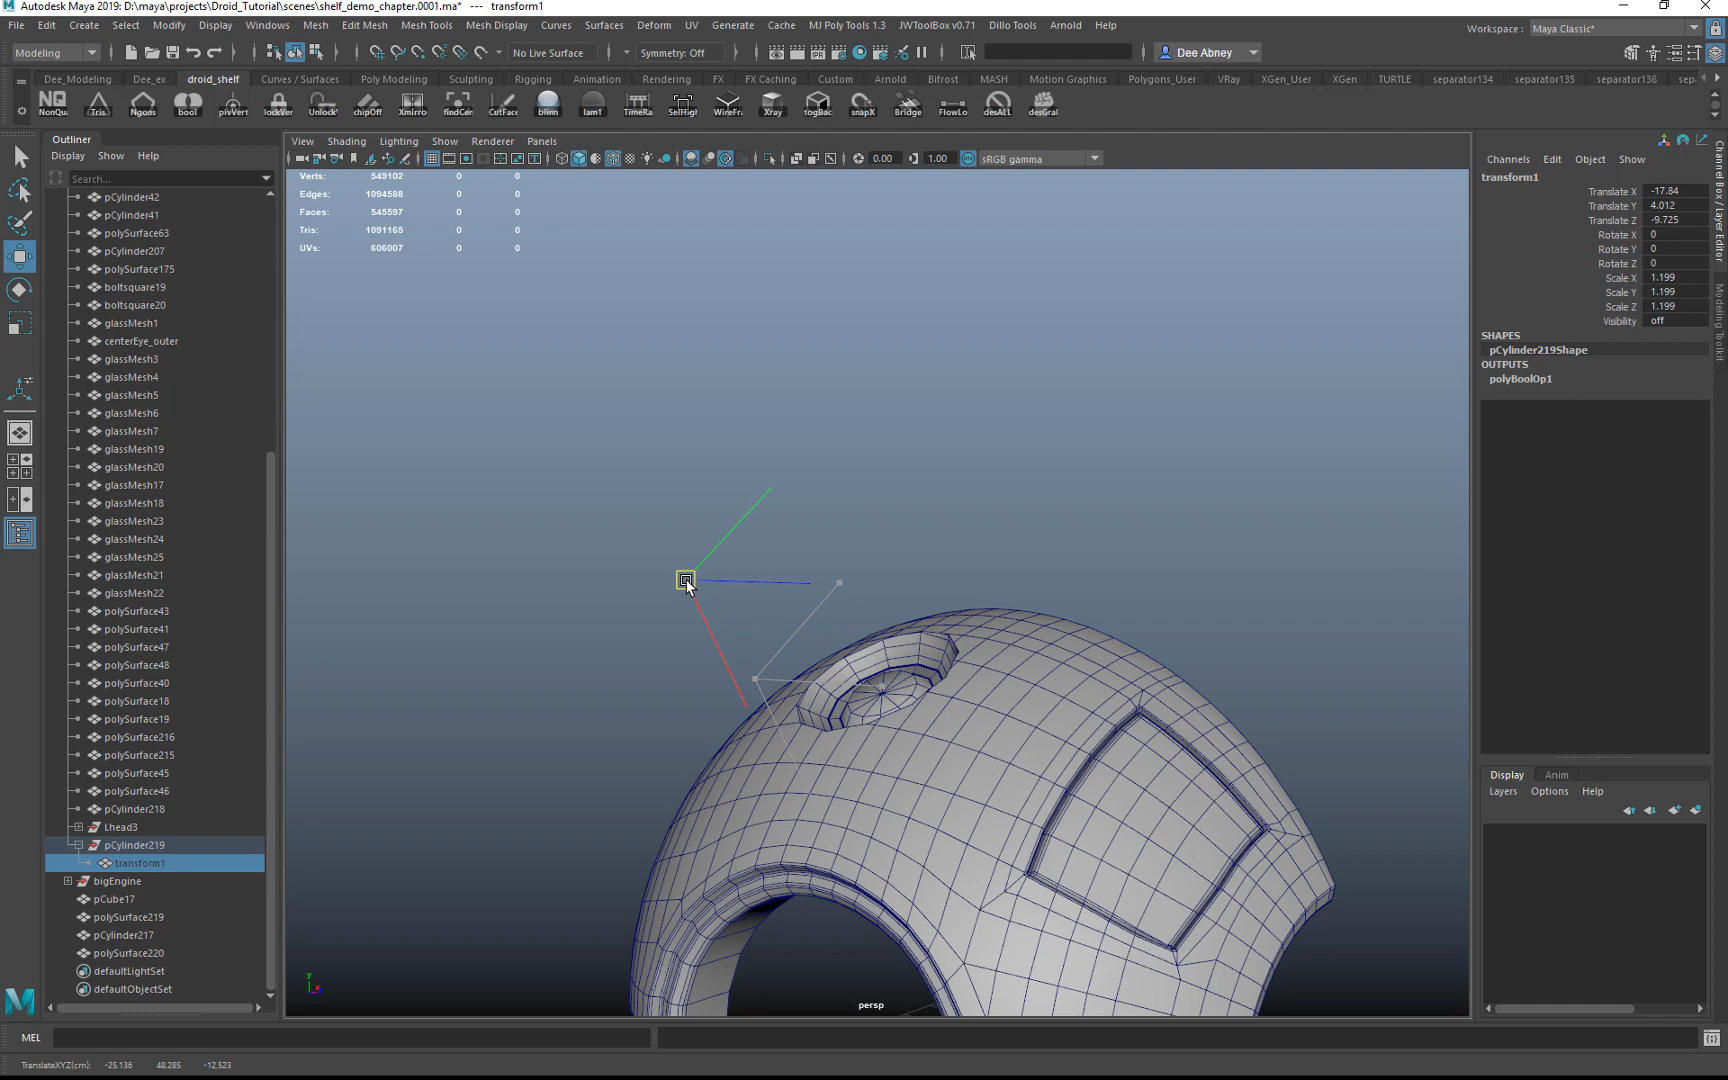 Autodesk Maya 2019: D:\maya\projects\Droid_Tutorial\scenes\shelf_demo_chapter.0001.ma* --- transform1
File Edit Create Select Modify Display Windows Mesh Edit Mesh Mesh Tools Mesh Display Curves Surfaces Deform UV Generate Cache MJ Poly Tools 1.3 JWToolBox v0.71 Dillo Tools Arnold Help
Workspace : Maya Classic*
Modeling No Live Surface Symmetry: Off Dee Abney
Dee_Modeling Dee_ex droid_shelf Curves / Surfaces Poly Modeling Sculpting Rigging Animation Rendering FX FX Caching Custom Arnold Bifrost MASH Motion Graphics Polygons_User VRay XGen_User XGen TURTLE separator134 separator135 separator136
NQ
NonQu Tris Ngons bool pivVert lockVer Unlock chipOff Xmirro findCen CutFace blinn lam1 TimeRa SelHigh WireFr Xray togBac snapX Bridge FlowLo desALL desGral
Outliner
Display Show Help
Search...
pCylinder42
pCylinder41
polySurface63
pCylinder207
polySurface175
boltsquare19
boltsquare20
glassMesh1
centerEye_outer
glassMesh3
glassMesh4
glassMesh5
glassMesh6
glassMesh7
glassMesh19
glassMesh20
glassMesh17
glassMesh18
glassMesh23
glassMesh24
glassMesh25
glassMesh21
glassMesh22
polySurface43
polySurface41
polySurface47
polySurface48
polySurface40
polySurface18
polySurface19
polySurface216
polySurface215
polySurface45
polySurface46
pCylinder218
Lhead3
pCylinder219
transform1
bigEngine
pCube17
polySurface219
pCylinder217
polySurface220
defaultLightSet
defaultObjectSet
View Shading Lighting Show Renderer Panels
0.00 1.00 sRGB gamma
Verts: 549102 0 0
Edges: 1094588 0 0
Faces: 545597 0 0
Tris: 1091165 0 0
UVs: 606007 0 0
y
x
persp
Channels Edit Object Show
transform1
Translate X -17.84
Translate Y 4.012
Translate Z -9.725
Rotate X 0
Rotate Y 0
Rotate Z 0
Scale X 1.199
Scale Y 1.199
Scale Z 1.199
Visibility off
SHAPES
pCylinder219Shape
OUTPUTS
polyBoolOp1
Display Anim
Layers Options Help
Channel Box / Layer Editor
Modeling Toolkit
MEL
TranslateXYZ(cm): -25.136 48.285 -12.523